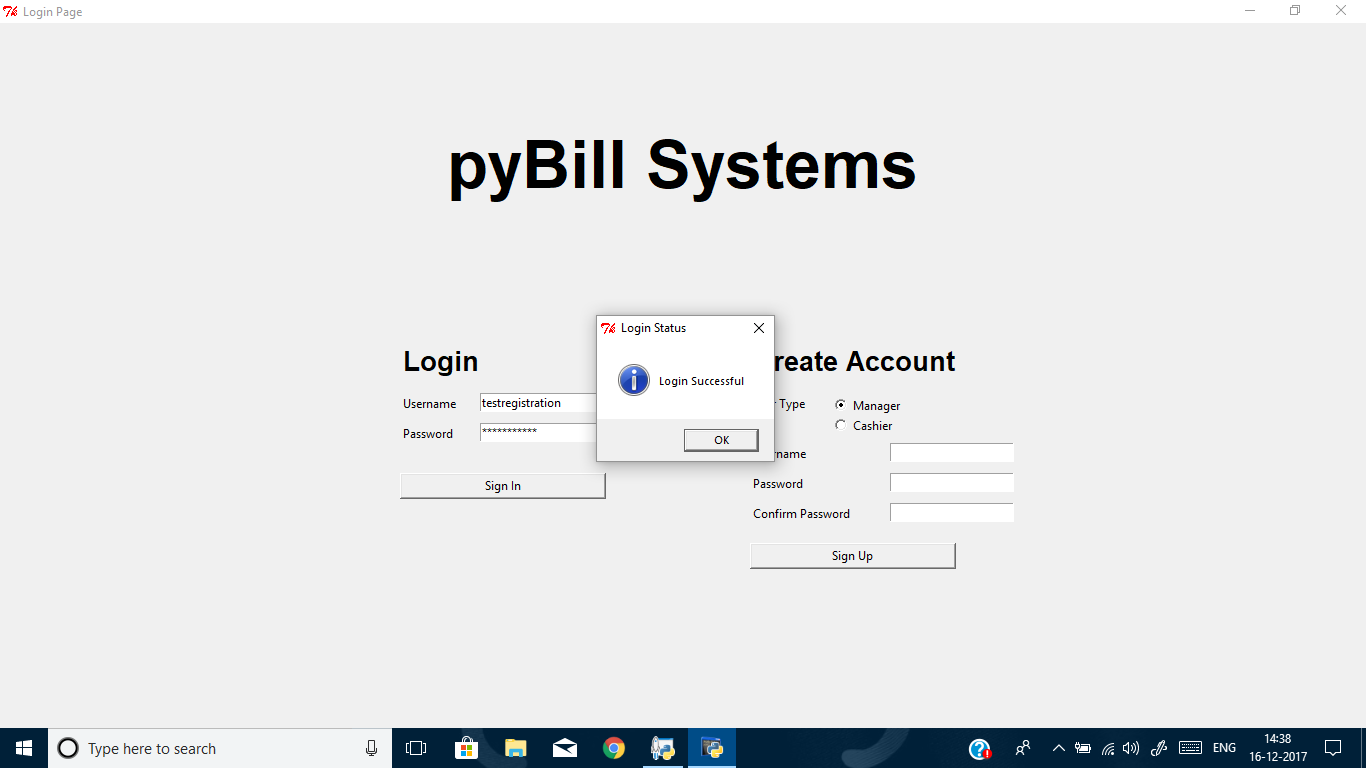 Login Page
pyBill Systems
Login Status
Login Successful
OK
Login
Username testregistration
Password ***********
Sign In
reate Account
Type Manager
Cashier
name
Password
Confirm Password
Sign Up
Type here to search
ENG
14:38
16-12-2017